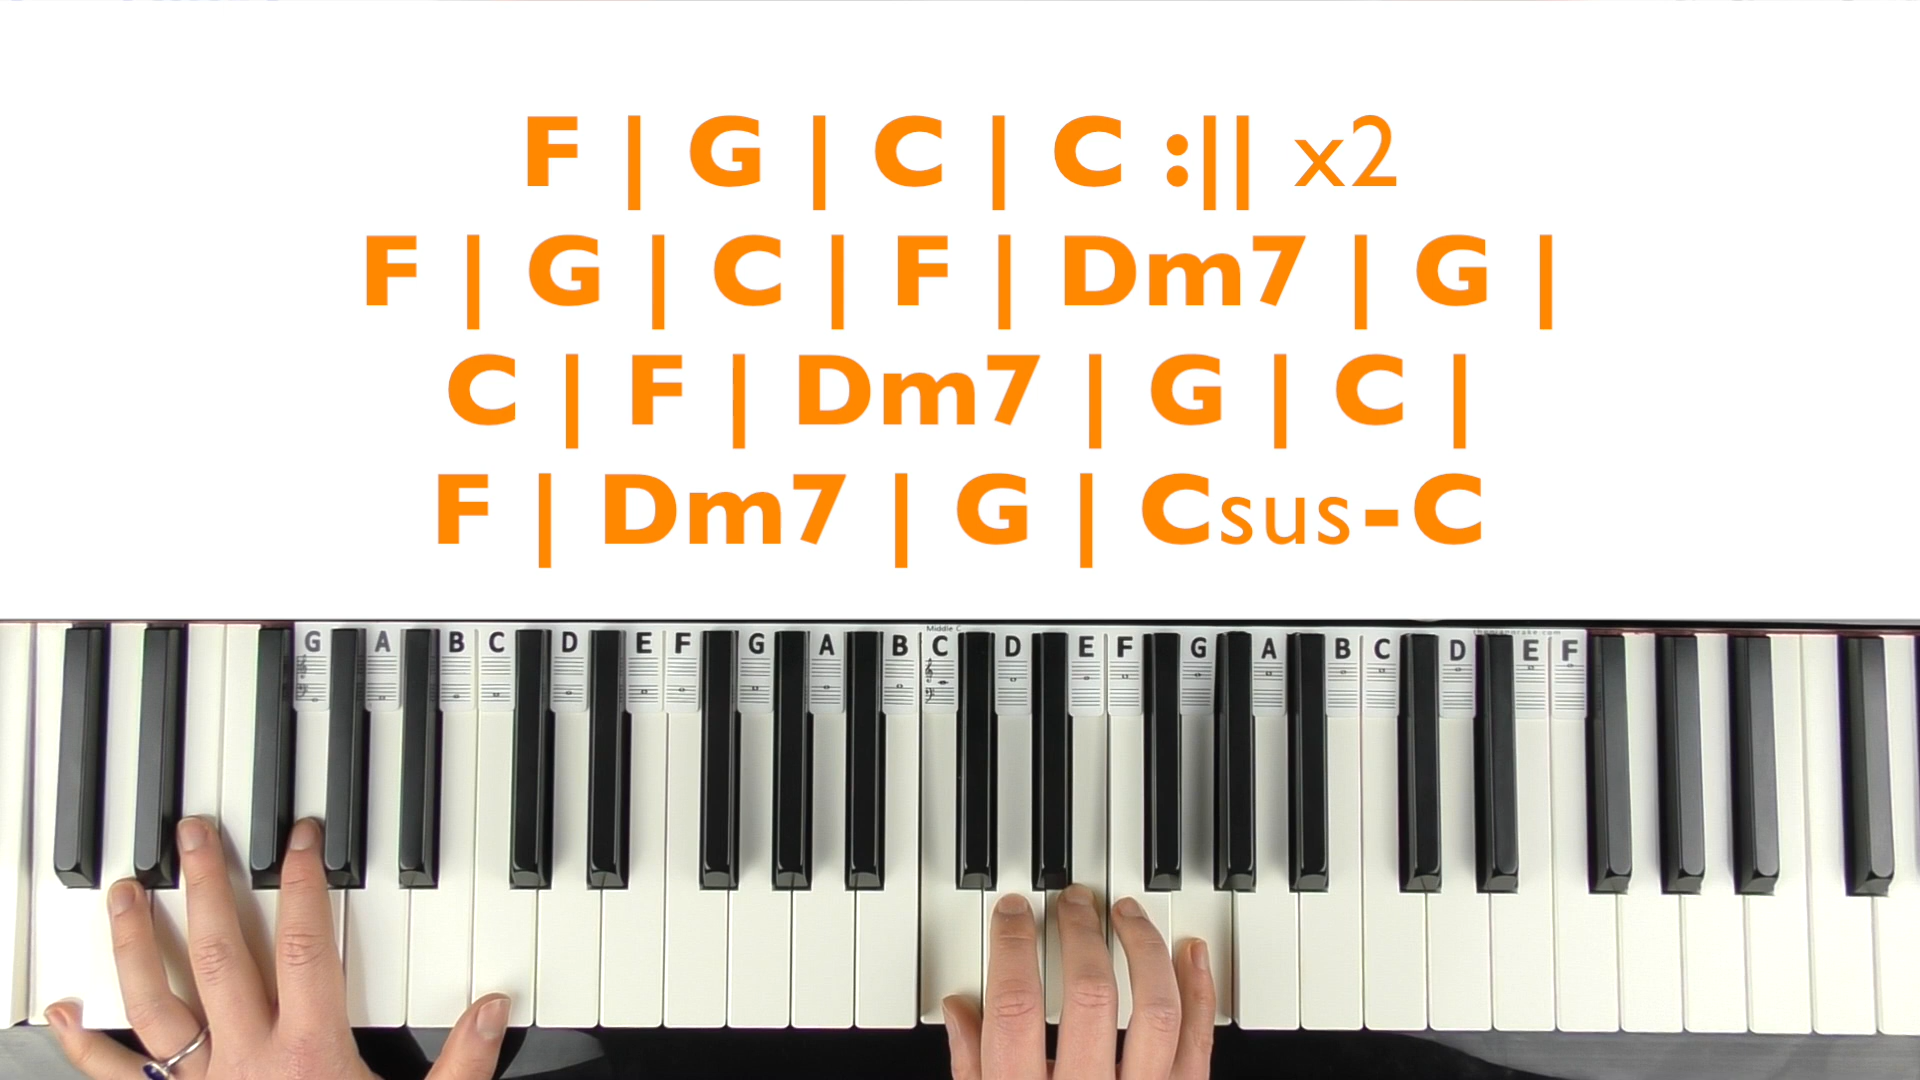 F | G | C | C :|| x2
F | G | C | F | Dm7 | G |
C | F | Dm7 | G | C |
F | Dm7 | G | Csus-C
Middle C
G A B C D E F G A B C D E F G A B C D E F